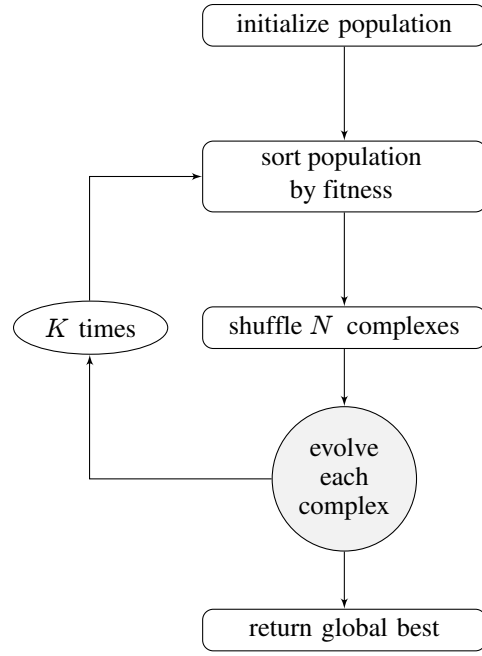 initialize population
sort population
by fitness
K times
shuffle N complexes
evolve
each
complex
return global best